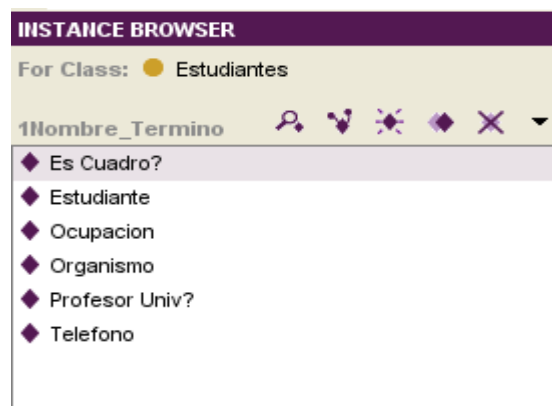 INSTANCE BROWSER
For Class: Estudiantes
1Nombre_Termino
Es Cuadro?
Estudiante
Ocupacion
Organismo
Profesor Univ?
Telefono